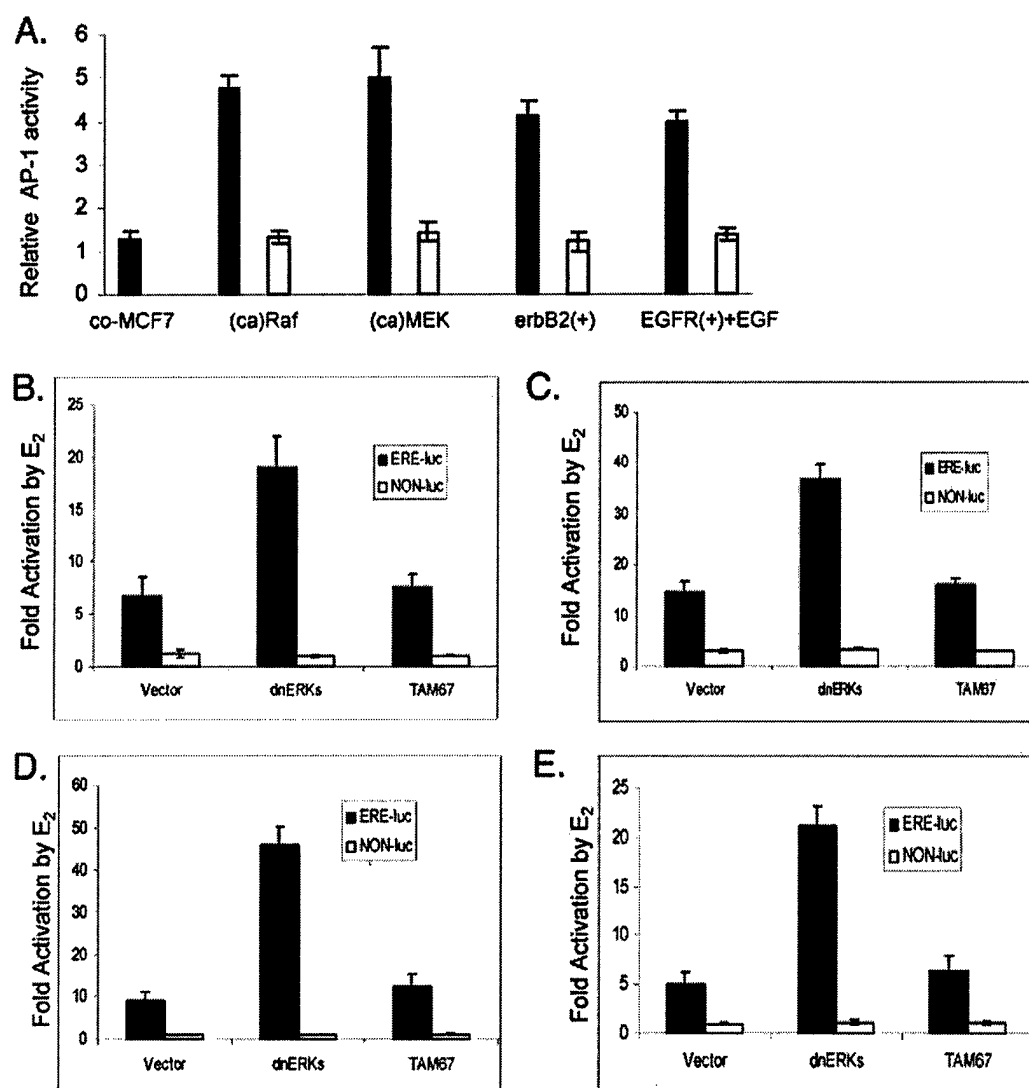 A.
Relative AP-1 activity
6
5
4
3
2
1
0
co-MCF7 (ca)Raf (ca)MEK erbB2(+) EGFR(+)+EGF
B.
Fold Activation by E2
25
20
15
10
5
0
ERE-luc
NON-luc
Vector dnERKs TAM67
C.
Fold Activation by E2
50
40
30
20
10
0
ERE-luc
NON-luc
Vector dnERKs TAM67
D.
Fold Activation by E2
60
50
40
30
20
10
0
ERE-luc
NON-luc
Vector dnERKs TAM67
E.
Fold Activation by E2
25
20
15
10
5
0
ERE-luc
NON-luc
Vector dnERKs TAM67